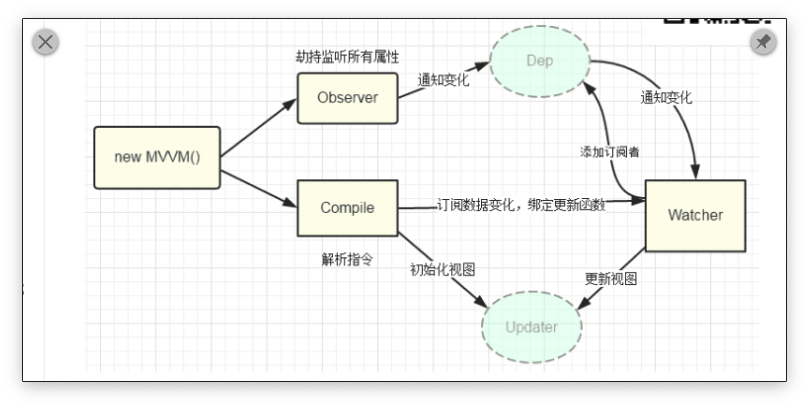 劫持监听所有属性
Dep
Observer
通知变化
通知变化
new MVVM()
添加订阅者
Compile
订阅数据变化，绑定更新函数
Watcher
解析指令
初始化视图
更新视图
Updater